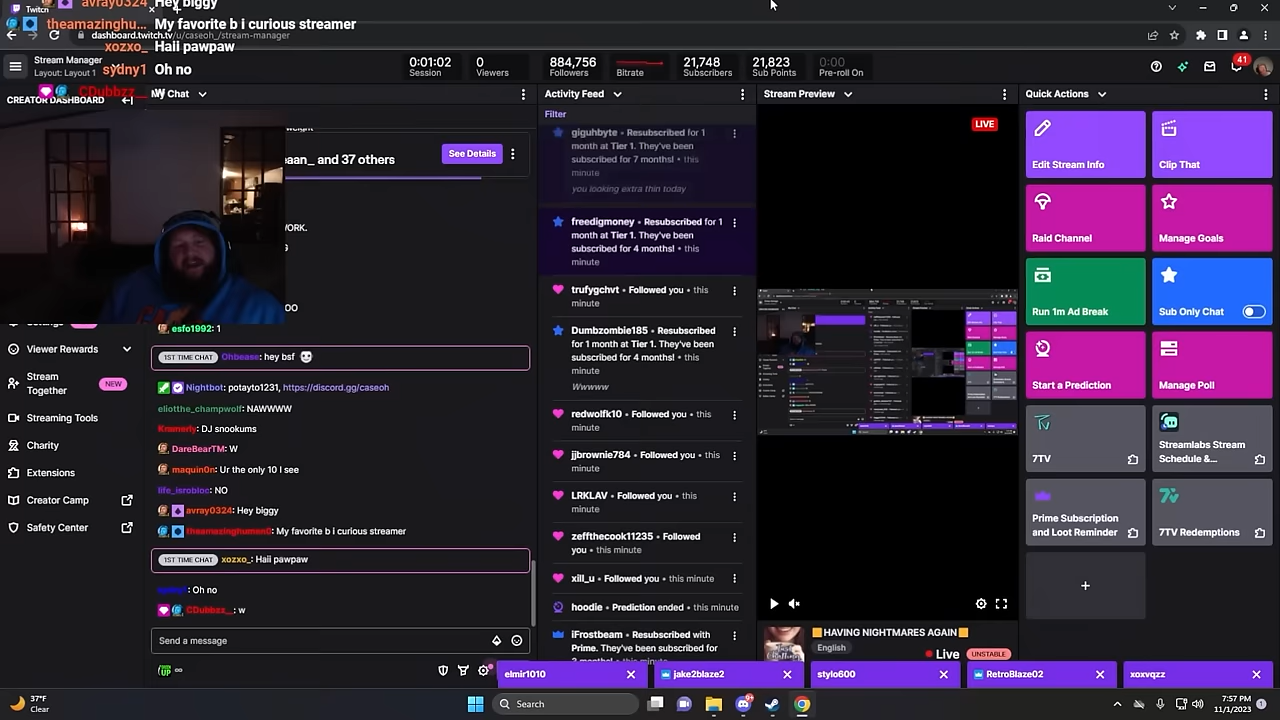 Twitch
avray0324 Hey biggy
theamazinghu... My favorite b i curious streamer
xozxo_ Haii pawpaw
sydny1 Oh no
CDubbzz__ W
dashboard.twitch.tv/u/caseoh_/stream-manager
Stream Manager
Layout: Layout 1
0:01:02
Session
0
Viewers
884,756
Followers
Bitrate
21,748
Subscribers
21,823
Sub Points
0:00
Pre-roll On
41
CREATOR DASHBOARD
My Chat
weight
eaan_ and 37 others
See Details
VORK.
esfo1992: 1
1ST TIME CHAT Ohbease: hey bsf
Nightbot: potayto1231, https://discord.gg/caseoh
eliotthe_champwolf: NAWWW
Kramerly: DJ snookums
DareBearTM: W
maquin0n: Ur the only 10 I see
life_isrobloc: NO
avray0324: Hey biggy
theamazinghuman0: My favorite b i curious streamer
1ST TIME CHAT xozxo_: Haii pawpaw
sydny1: Oh no
CDubbzz__: w
Send a message
Viewer Rewards
Stream Together
NEW
Streaming Tools
Charity
Extensions
Creator Camp
Safety Center
Activity Feed
Filter
giguhbyte • Resubscribed for 1
month at Tier 1. They've been
subscribed for 7 months! • this
minute
you looking extra thin today
freedigmoney • Resubscribed for 1
month at Tier 1. They've been
subscribed for 4 months! • this
minute
trufygchvt • Followed you • this
minute
Dumbzombie185 • Resubscribed
for 1 month at Tier 1. They've been
subscribed for 4 months! • this
minute
Wwwww
redwolfk10 • Followed you • this
minute
jjbrownie784 • Followed you • this
minute
LRKLAV • Followed you • this
minute
zeffthecook11235 • Followed
you • this minute
xill_u • Followed you • this minute
hoodie • Prediction ended • this minute
iFrostbeam • Resubscribed with
Prime. They've been subscribed for
Stream Preview
LIVE
HAVING NIGHTMARES AGAIN
English
Live
UNSTABLE
Quick Actions
Edit Stream Info
Clip That
Raid Channel
Manage Goals
Run 1m Ad Break
Sub Only Chat
Start a Prediction
Manage Poll
7TV
Streamlabs Stream
Schedule &...
Prime Subscription
and Loot Reminder
7TV Redemptions
elmir1010
jake2blaze2
stylo600
RetroBlaze02
xoxvqzz
37°F
Clear
Search
7:57 PM
11/1/2023